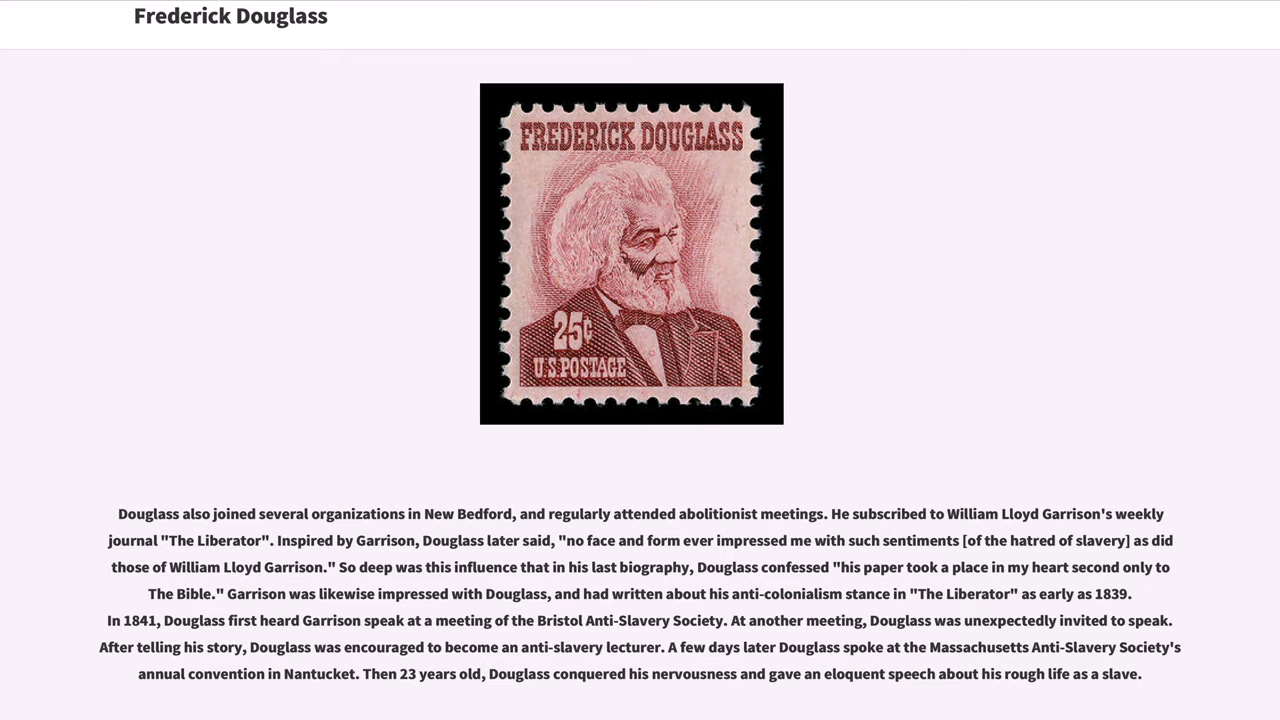 Frederick Douglass
FREDERICK DOUGLASS
25¢
U.S.POSTAGE
Douglass also joined several organizations in New Bedford, and regularly attended abolitionist meetings. He subscribed to William Lloyd Garrison's weekly
journal "The Liberator". Inspired by Garrison, Douglass later said, "no face and form ever impressed me with such sentiments [of the hatred of slavery] as did
those of William Lloyd Garrison." So deep was this influence that in his last biography, Douglass confessed "his paper took a place in my heart second only to
The Bible." Garrison was likewise impressed with Douglass, and had written about his anti-colonialism stance in "The Liberator" as early as 1839.
In 1841, Douglass first heard Garrison speak at a meeting of the Bristol Anti-Slavery Society. At another meeting, Douglass was unexpectedly invited to speak.
After telling his story, Douglass was encouraged to become an anti-slavery lecturer. A few days later Douglass spoke at the Massachusetts Anti-Slavery Society's
annual convention in Nantucket. Then 23 years old, Douglass conquered his nervousness and gave an eloquent speech about his rough life as a slave.